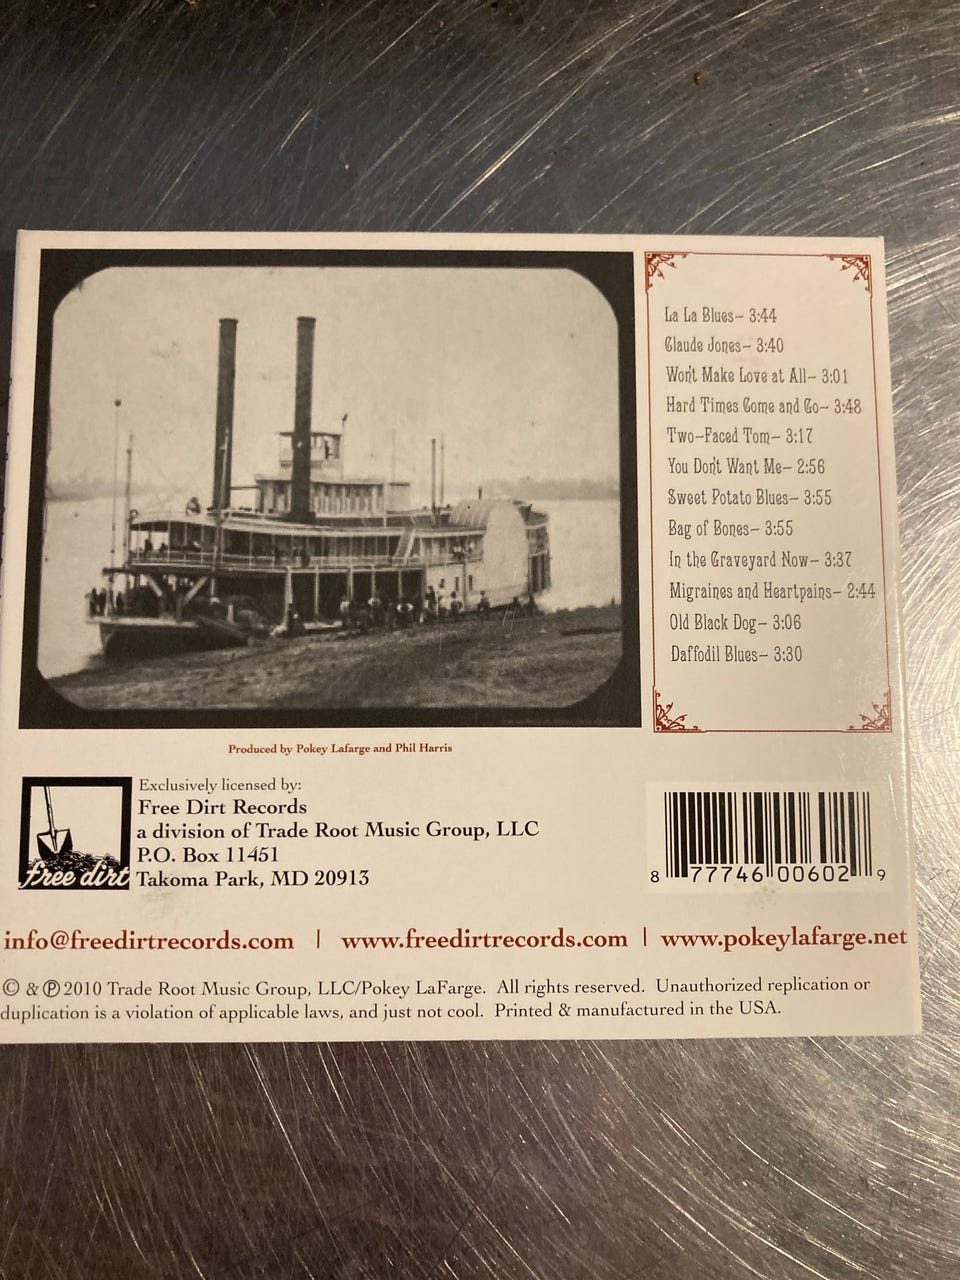 La La Blues– 3:44
Claude Jones– 3:40
Won't Make Love at All– 3:01
Hard Times Come and Go– 3:48
Two–Faced Tom– 3:17
You Don't Want Me– 2:56
Sweet Potato Blues– 3:55
Bag of Bones– 3:55
In the Graveyard Now– 3:37
Migraines and Heartpains– 2:44
Old Black Dog– 3:06
Daffodil Blues– 3:30
Produced by Pokey Lafarge and Phil Harris
free dirt
Exclusively licensed by:
Free Dirt Records
a division of Trade Root Music Group, LLC
P.O. Box 11451
Takoma Park, MD 20913
8 77746 00602 9
info@freedirtrecords.com | www.freedirtrecords.com | www.pokeylafarge.net
© & ℗ 2010 Trade Root Music Group, LLC/Pokey LaFarge. All rights reserved. Unauthorized replication or
duplication is a violation of applicable laws, and just not cool. Printed & manufactured in the USA.